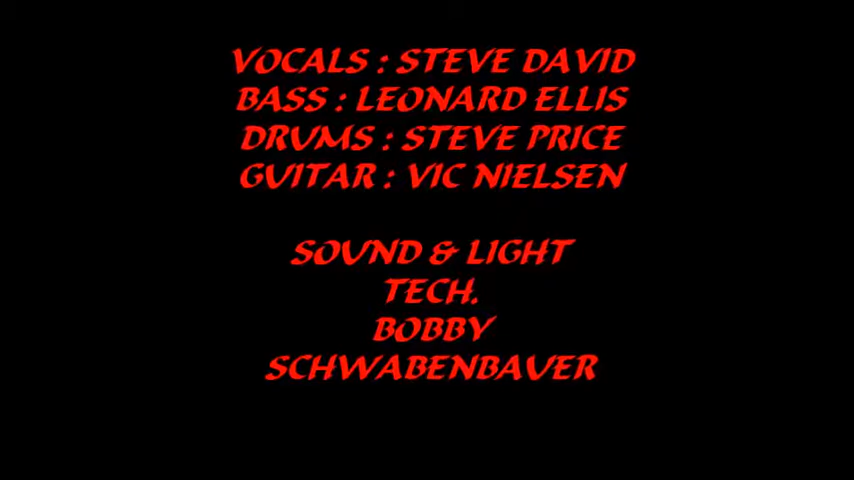 VOCALS : STEVE DAVID
BASS : LEONARD ELLIS
DRUMS : STEVE PRICE
GUITAR : VIC NIELSEN
SOUND & LIGHT
TECH.
BOBBY
SCHWABENBAUER